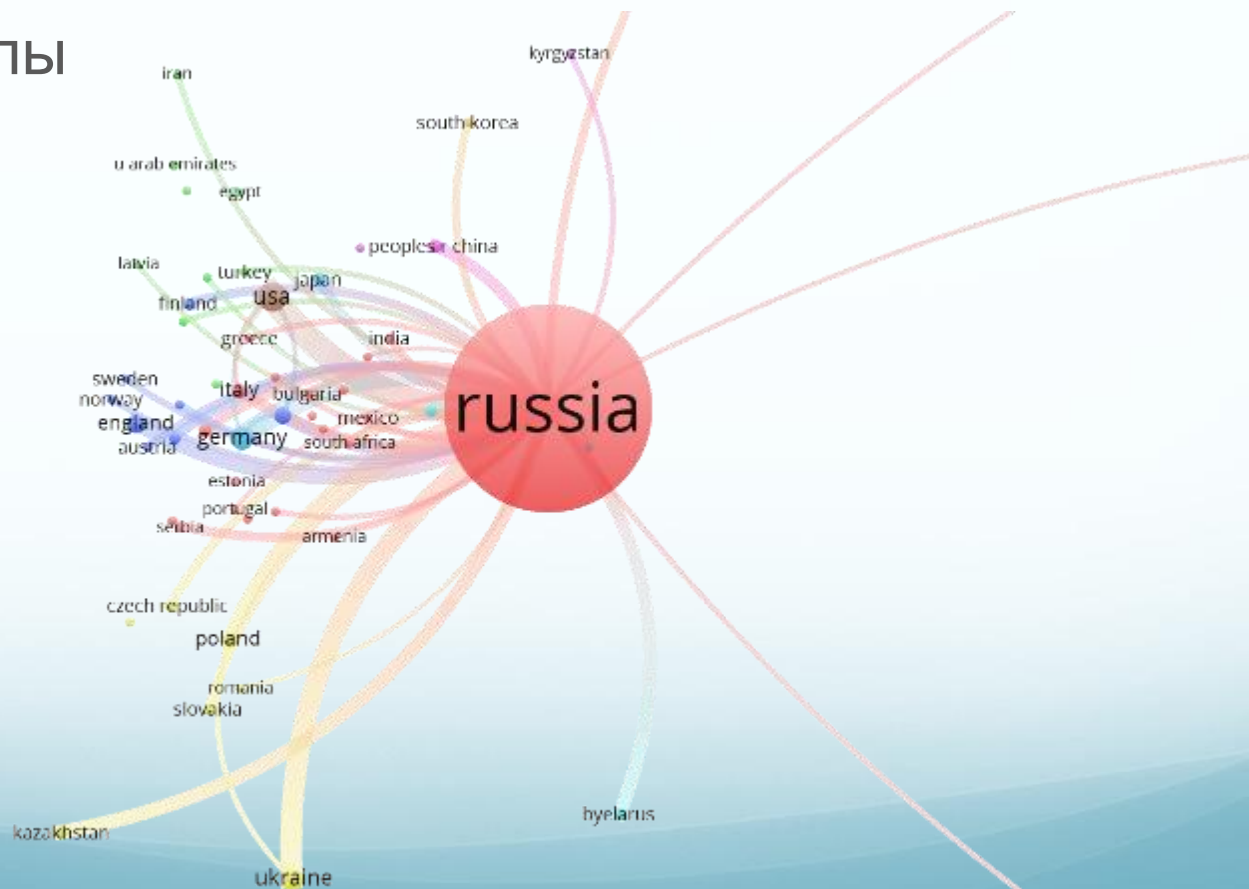 пы
iran
kyrgyzstan
south korea
u arab emirates
egypt
peoples r china
latvia
turkey
japan
usa
finland
greece
india
sweden
italy
bulgaria
norway
england
mexico
russia
austria
germany
south africa
estonia
portugal
serbia
armenia
czech republic
poland
romania
slovakia
byelarus
kazakhstan
ukraine